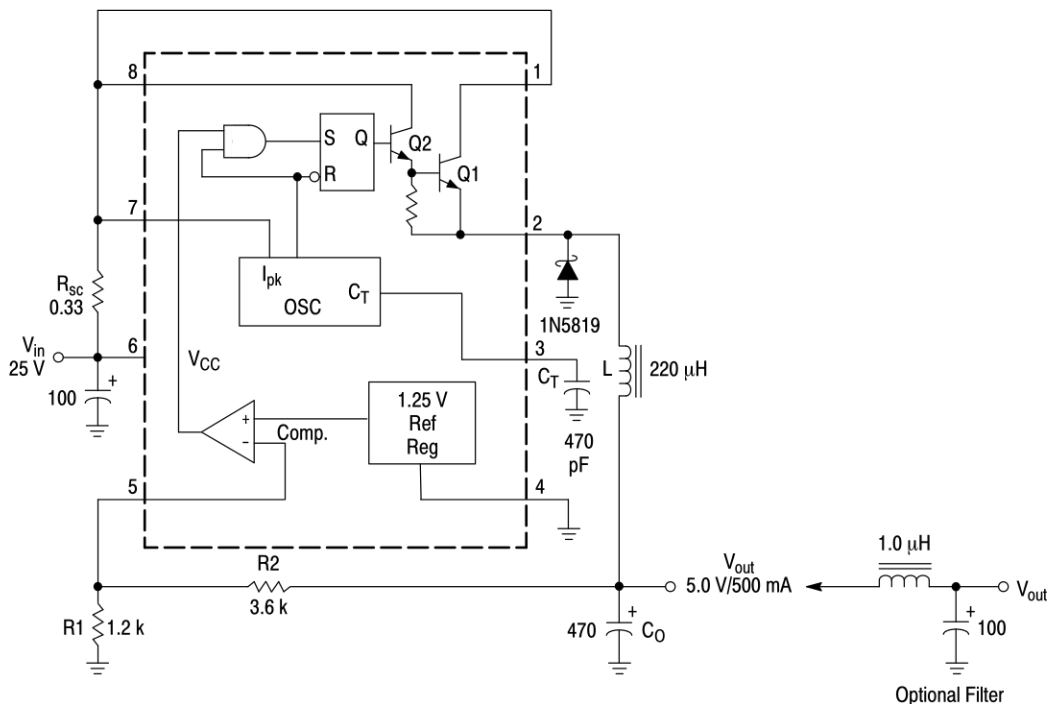 8
1
S Q
Q2
R
Q1
7
2
Rsc
0.33
Ipk
CT
OSC
1N5819
Vin
25 V
6
3
VCC
CT
L
220 µH
100
+
1.25 V
Ref
Reg
+
Comp.
−
470
pF
5
4
R2
3.6 k
Vout
5.0 V/500 mA
1.0 µH
Vout
R1
1.2 k
470
+
CO
+
100
Optional Filter